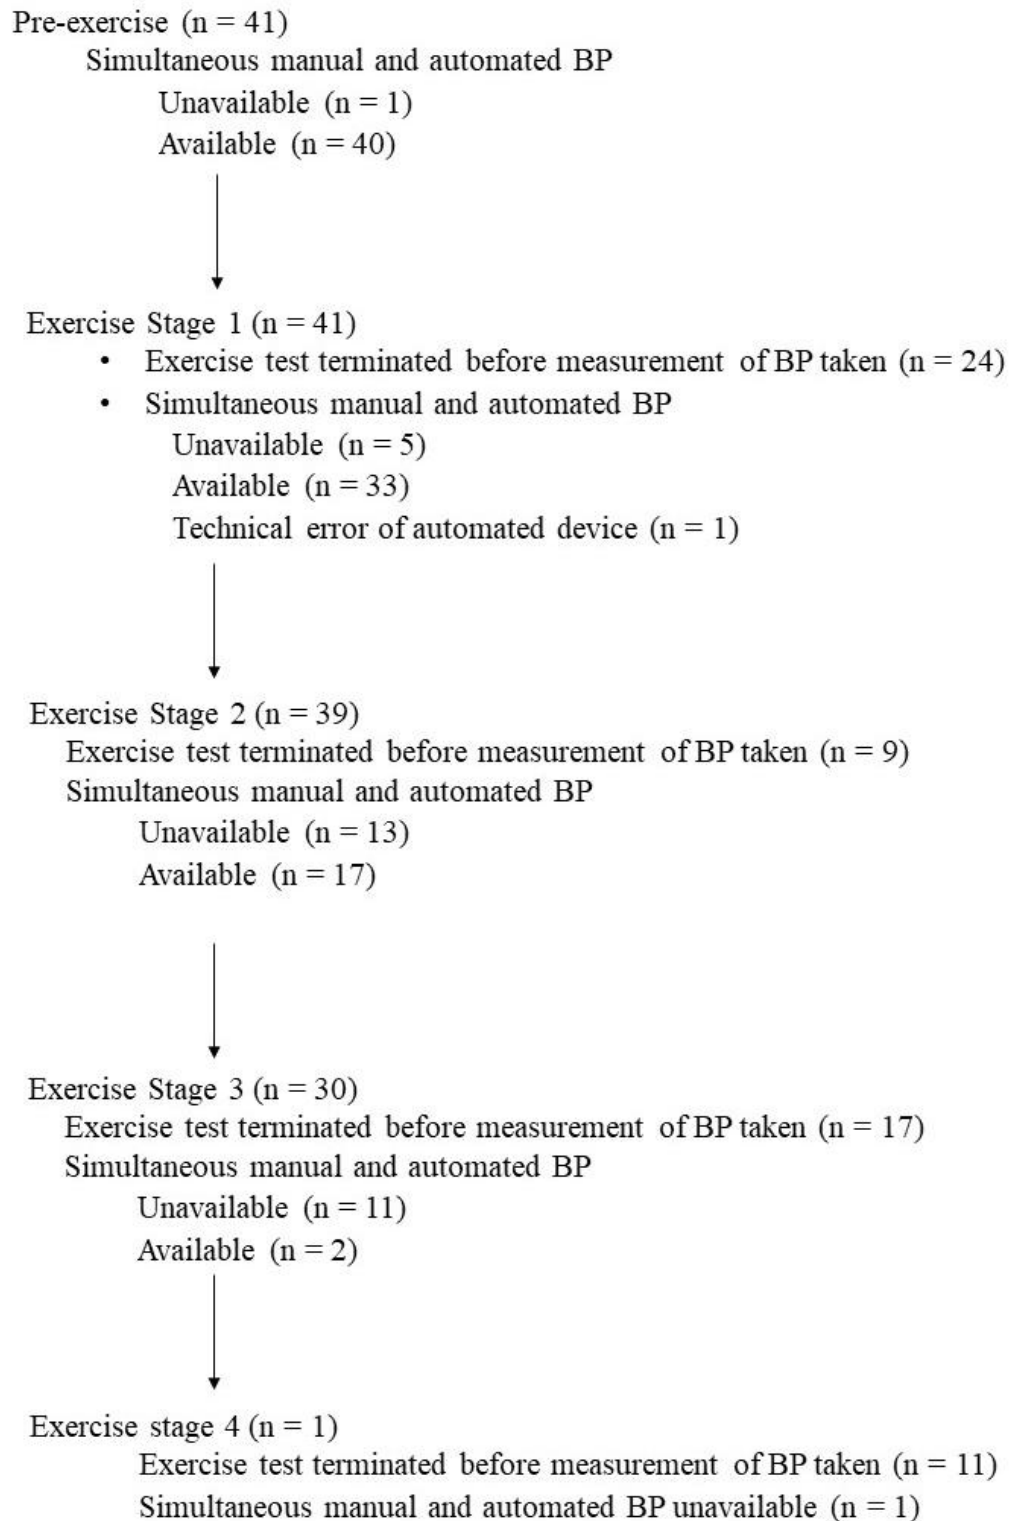 Pre-exercise (n = 41)
Simultaneous manual and automated BP
Unavailable (n = 1)
Available (n = 40)
Exercise Stage 1 (n = 41)
• Exercise test terminated before measurement of BP taken (n = 24)
• Simultaneous manual and automated BP
Unavailable (n = 5)
Available (n = 33)
Technical error of automated device (n = 1)
Exercise Stage 2 (n = 39)
Exercise test terminated before measurement of BP taken (n = 9)
Simultaneous manual and automated BP
Unavailable (n = 13)
Available (n = 17)
Exercise Stage 3 (n = 30)
Exercise test terminated before measurement of BP taken (n = 17)
Simultaneous manual and automated BP
Unavailable (n = 11)
Available (n = 2)
Exercise stage 4 (n = 1)
Exercise test terminated before measurement of BP taken (n = 11)
Simultaneous manual and automated BP unavailable (n = 1)